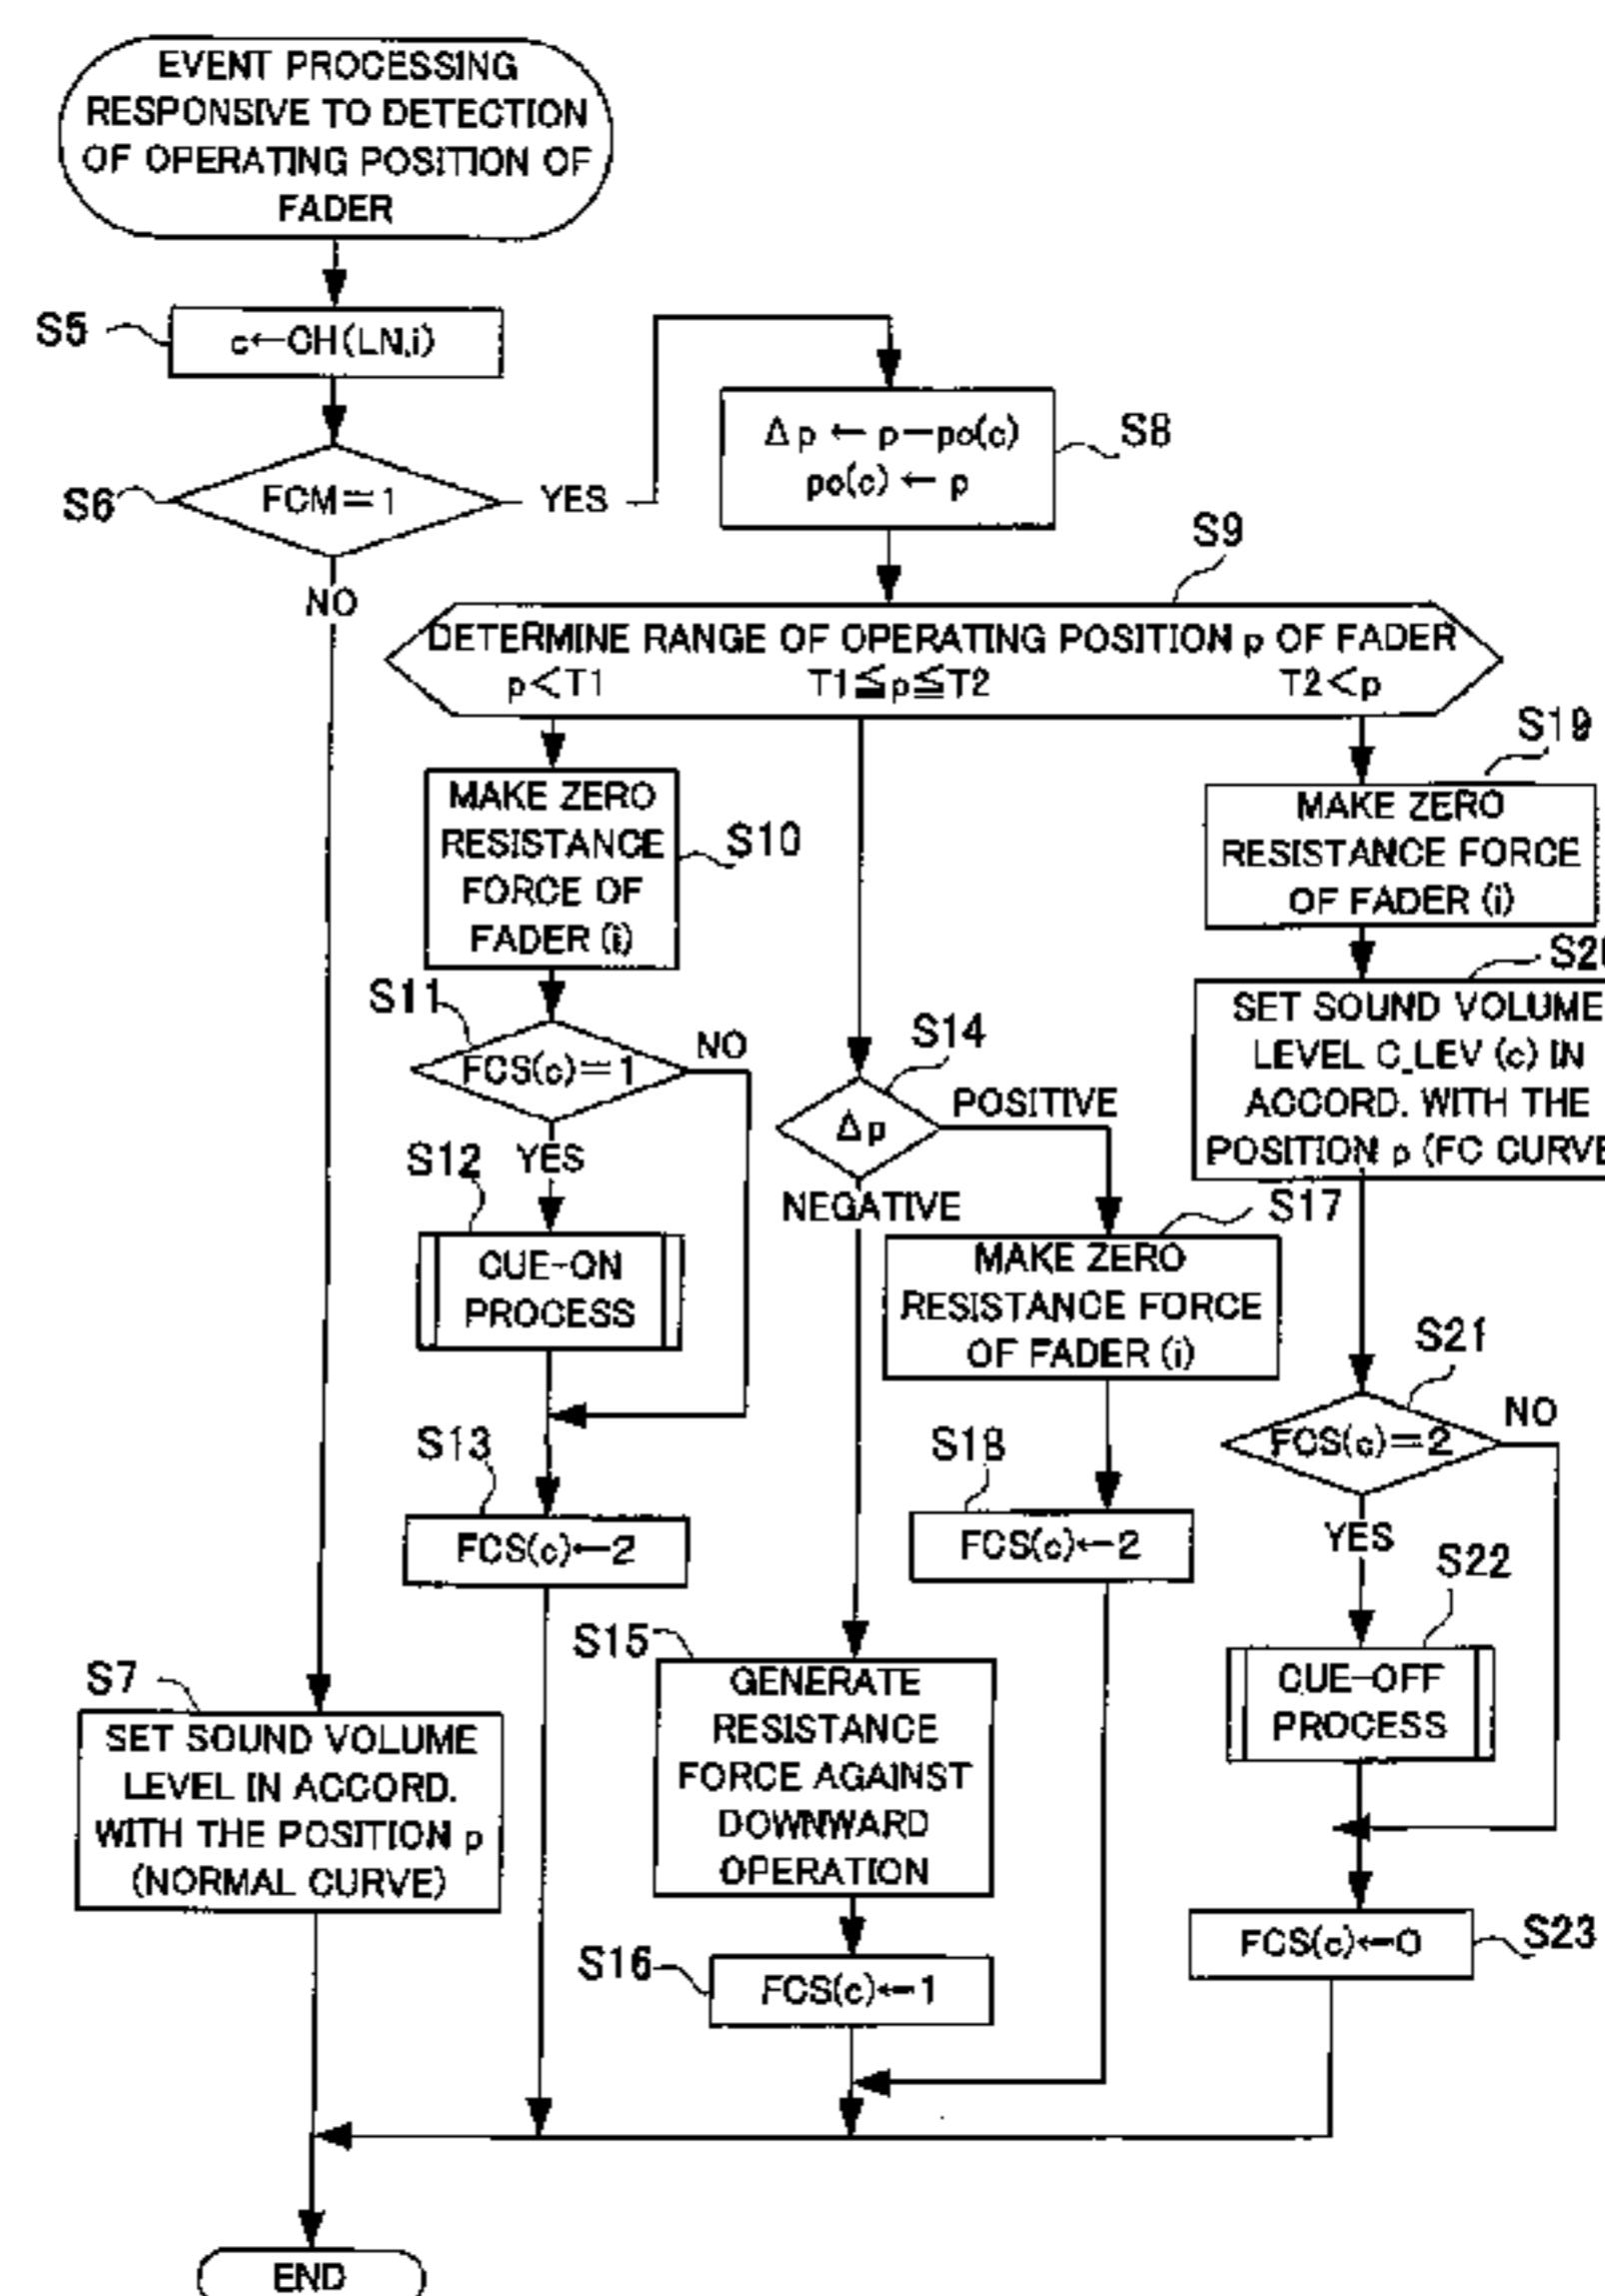 EVENT PROCESSING
RESPONSIVE TO DETECTION
OF OPERATING POSITION OF
FADER
S5
c←CH(LN,i)
S6
FCM=1
YES
NO
Δp ← p−po(c)
po(c) ← p
S8
S9
DETERMINE RANGE OF OPERATING POSITION p OF FADER
p<T1
T1≦p≦T2
T2<p
MAKE ZERO
RESISTANCE
FORCE OF
FADER (i)
S10
S11
FCS(c)=1
NO
YES
S12
CUE-ON
PROCESS
S13
FCS(c)←2
S14
Δp
POSITIVE
NEGATIVE
S17
MAKE ZERO
RESISTANCE FORCE
OF FADER (i)
S18
FCS(c)←2
S15
GENERATE
RESISTANCE
FORCE AGAINST
DOWNWARD
OPERATION
S16
FCS(c)←1
S19
MAKE ZERO
RESISTANCE FORCE
OF FADER (i)
SET SOUND VOLUME
LEVEL C_LEV (c) IN
ACCORD. WITH THE
POSITION p (FC CURVE
S21
FCS(c)=2
NO
YES
S22
CUE-OFF
PROCESS
FCS(c)←0
S23
S7
SET SOUND VOLUME
LEVEL IN ACCORD.
WITH THE POSITION p
(NORMAL CURVE)
END